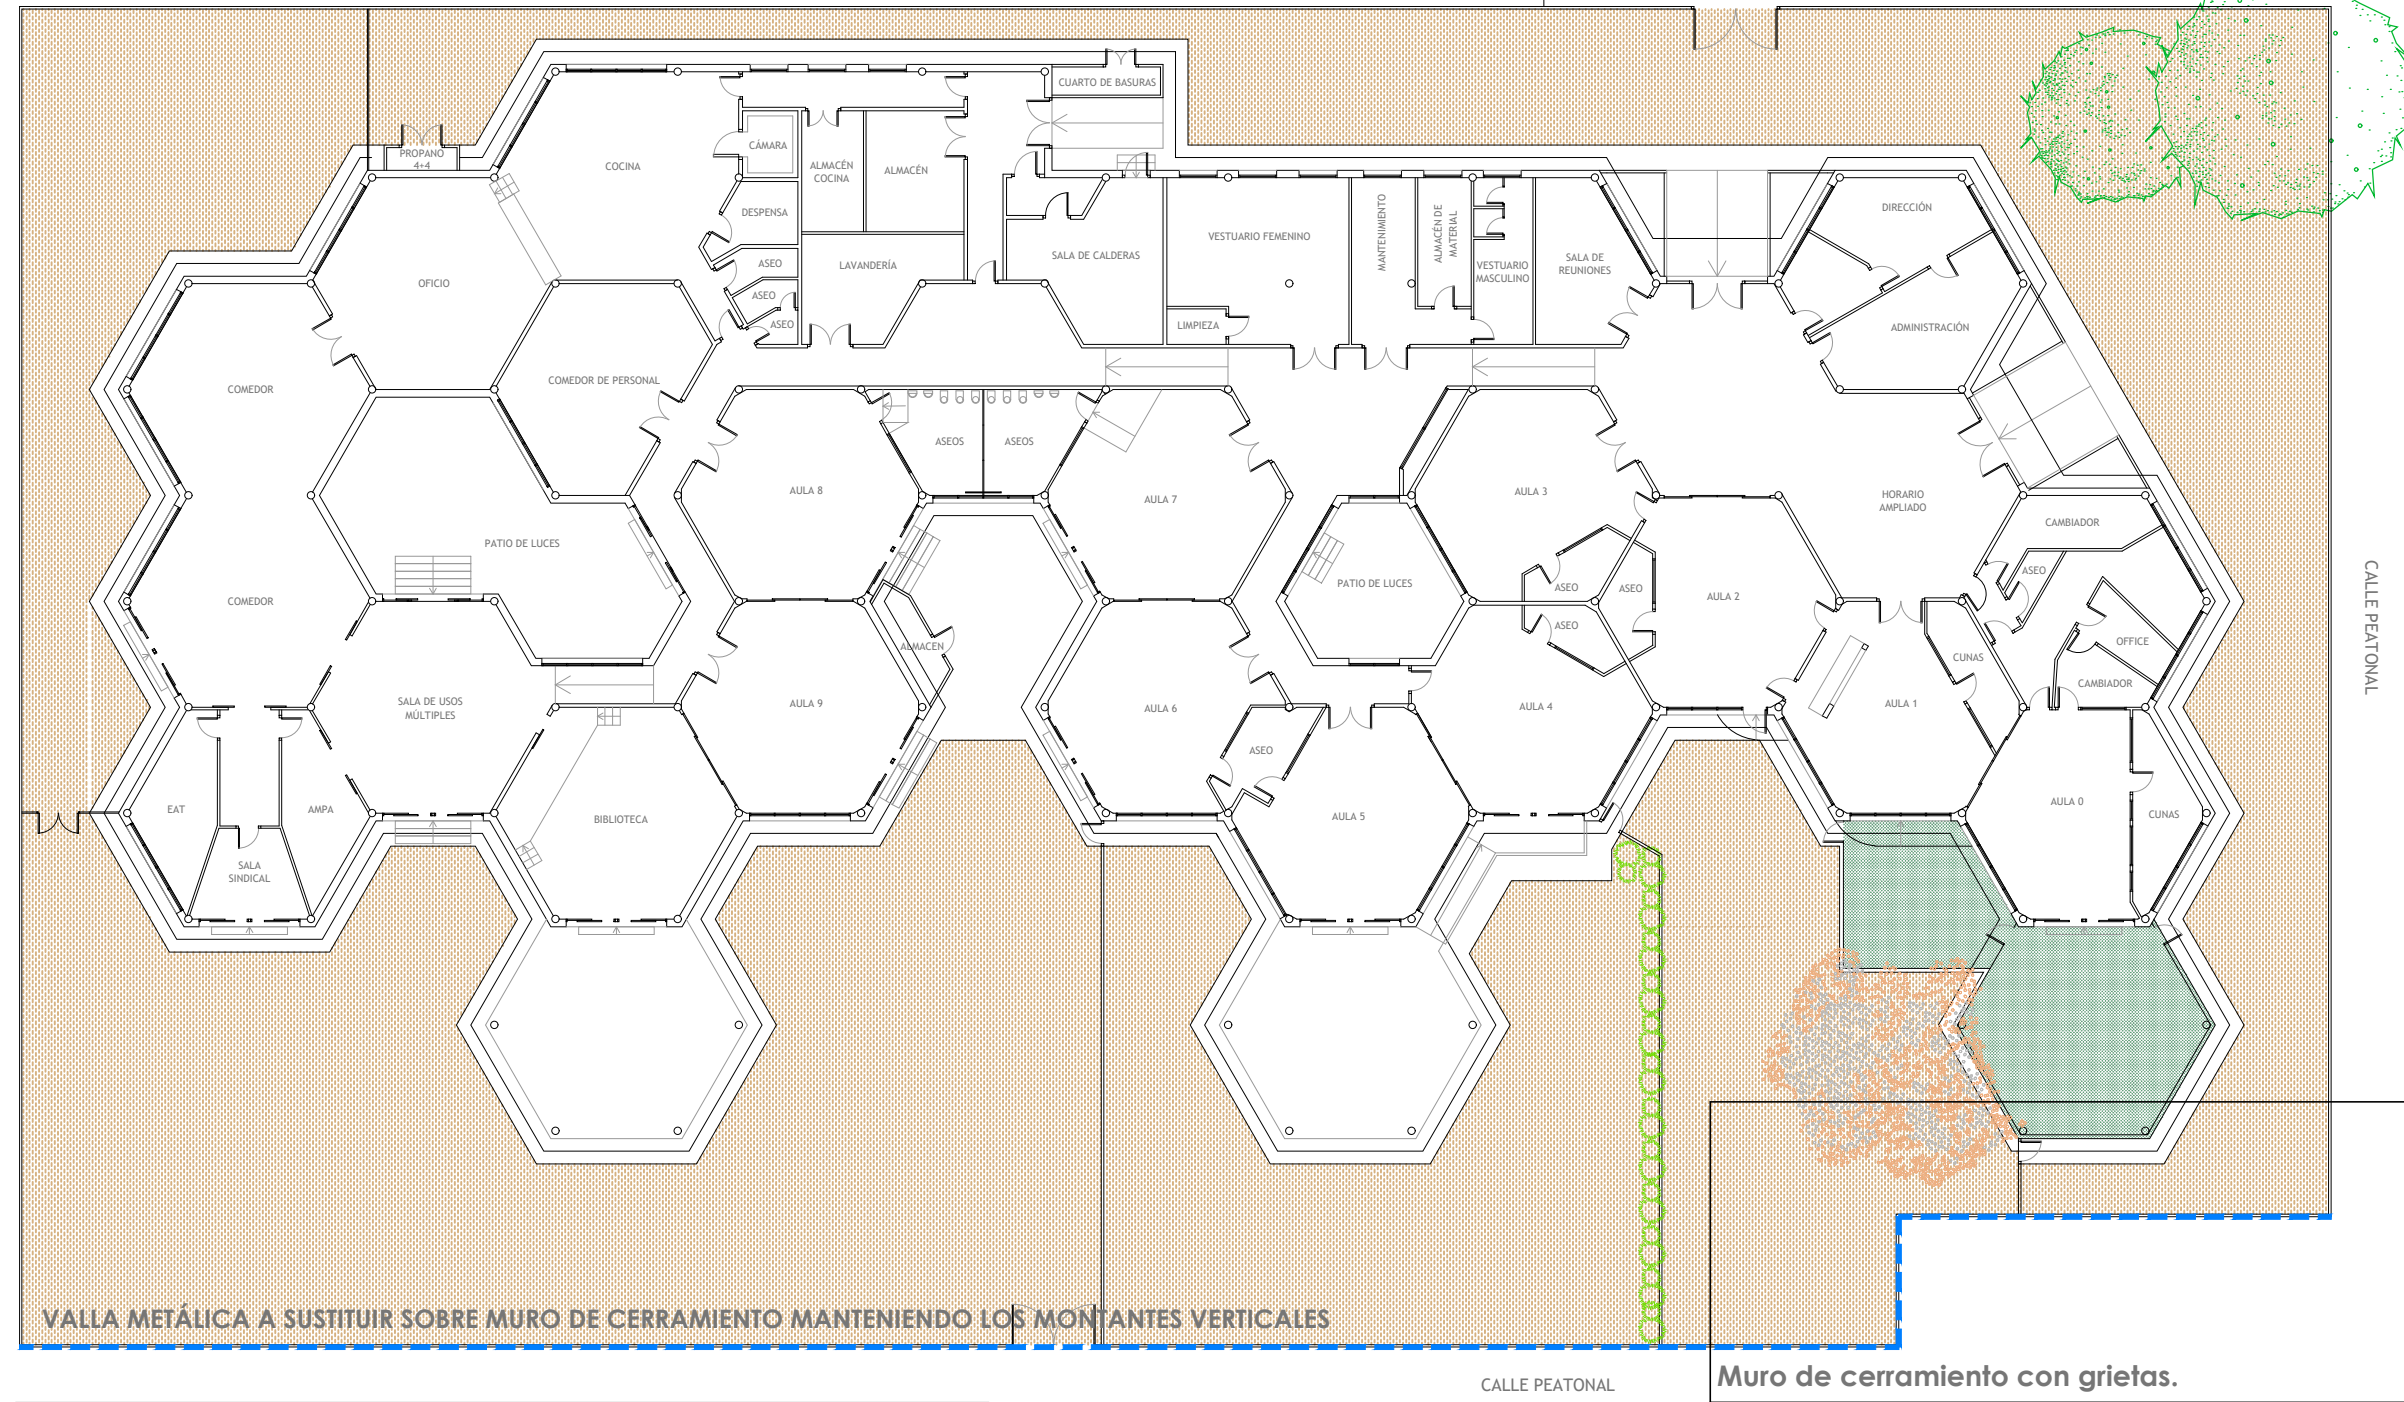 CUARTO DE BASURAS
PROPANO
4+4
COCINA
CÁMARA
ALMACÉN
COCINA
ALMACÉN
DESPENSA
ASEO
ASEO
ASEO
LAVANDERÍA
OFICIO
SALA DE CALDERAS
VESTUARIO FEMENINO
LIMPIEZA
MANTENIMIENTO
ALMACÉN DE
MATERIAL
VESTUARIO
MASCULINO
SALA DE
REUNIONES
DIRECCIÓN
ADMINISTRACIÓN
COMEDOR
COMEDOR DE PERSONAL
ASEOS
ASEOS
AULA 8
AULA 7
AULA 3
HORARIO
AMPLIADO
CAMBIADOR
PATIO DE LUCES
PATIO DE LUCES
ASEO
ASEO
ASEO
AULA 2
ASEO
COMEDOR
ALMACEN
OFFICE
CUNAS
CAMBIADOR
SALA DE USOS
MÚLTIPLES
AULA 9
AULA 6
AULA 4
AULA 1
ASEO
EAT
AMPA
BIBLIOTECA
AULA 5
AULA 0
CUNAS
SALA
SINDICAL
CALLE PEATONAL
VALLA METÁLICA A SUSTITUIR SOBRE MURO DE CERRAMIENTO MANTENIENDO LOS MONTANTES VERTICALES
CALLE PEATONAL
Muro de cerramiento con grietas.